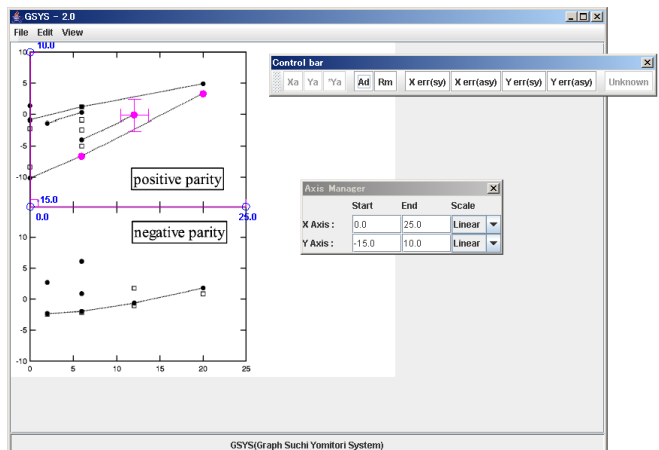 GSYS - 2.0
File Edit View
10.0
10
5
0
-5
-10
positive parity
15.0
0.0
25.0
negative parity
10
5
0
-5
-10
0 5 10 15 20 25
GSYS(Graph Suchi Yomitori System)
Control bar
Xa Ya 'Ya Ad Rm X err(sy) X err(asy) Y err(sy) Y err(asy) Unknown
Axis Manager
Start End Scale
X Axis : 0.0 25.0 Linear
Y Axis : -15.0 10.0 Linear